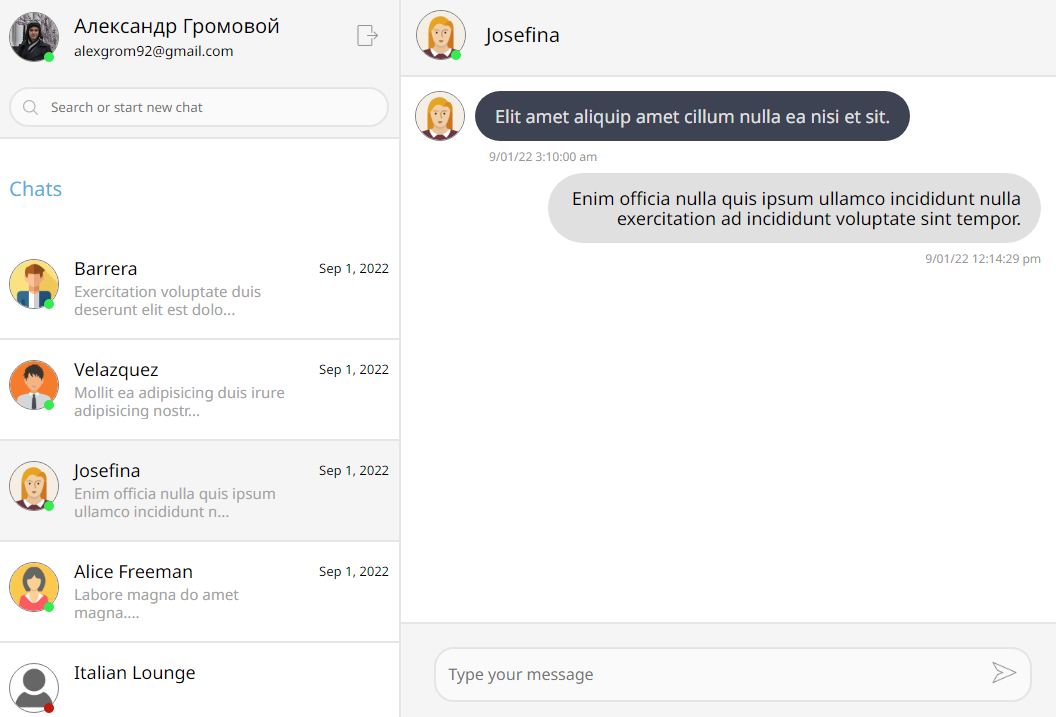 Александр Громовой
alexgrom92@gmail.com
Search or start new chat
Chats
Barrera
Sep 1, 2022
Exercitation voluptate duis
deserunt elit est dolo...
Velazquez
Sep 1, 2022
Mollit ea adipisicing duis irure
adipisicing nostr...
Josefina
Sep 1, 2022
Enim officia nulla quis ipsum
ullamco incididunt n...
Alice Freeman
Sep 1, 2022
Labore magna do amet
magna....
Italian Lounge
Josefina
Elit amet aliquip amet cillum nulla ea nisi et sit.
9/01/22 3:10:00 am
Enim officia nulla quis ipsum ullamco incididunt nulla
exercitation ad incididunt voluptate sint tempor.
9/01/22 12:14:29 pm
Type your message